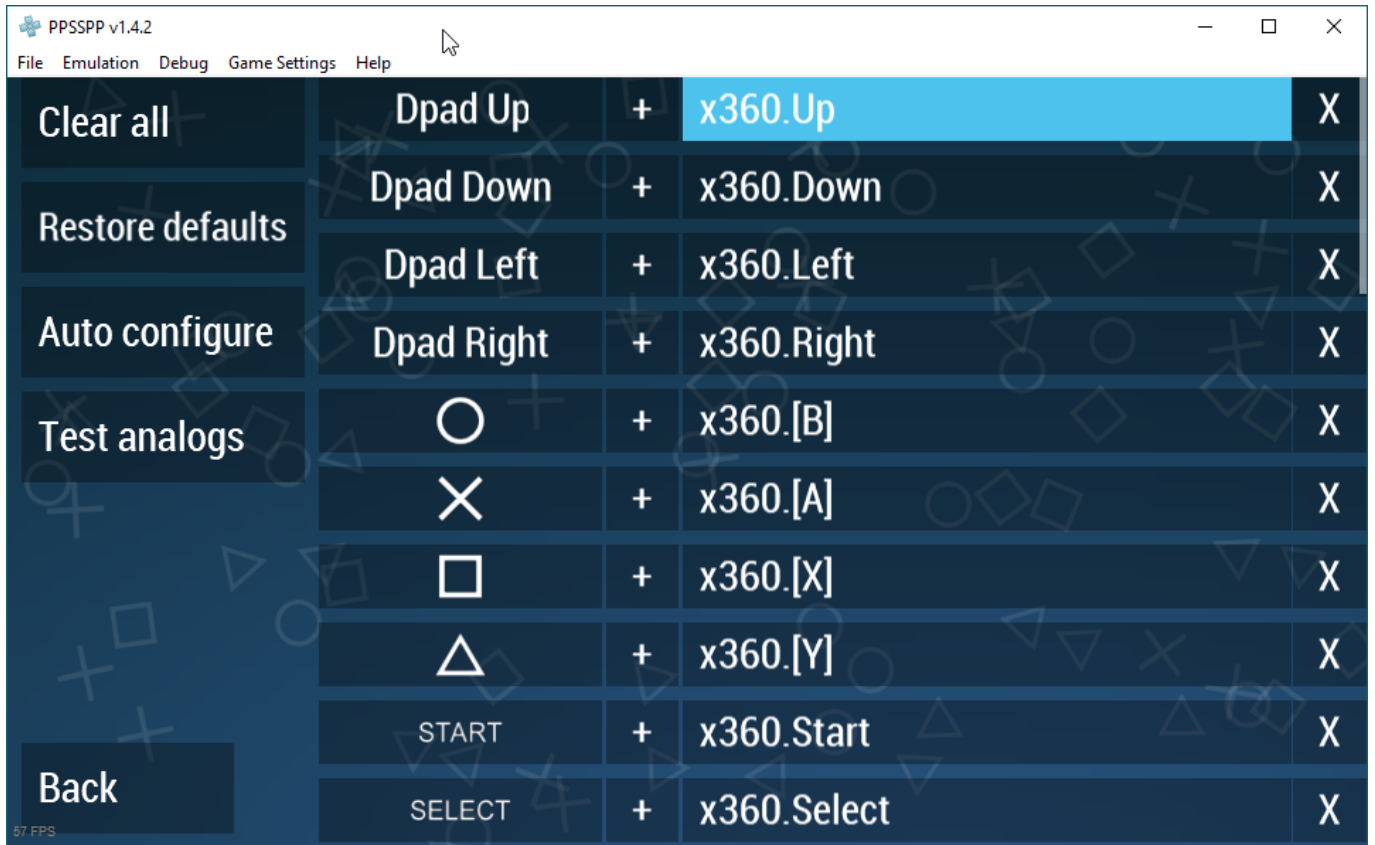 PPSSPP v1.4.2
File Emulation Debug Game Settings Help
Clear all
Restore defaults
Auto configure
Test analogs
Back
57 FPS
Dpad Up + x360.Up X
Dpad Down + x360.Down X
Dpad Left + x360.Left X
Dpad Right + x360.Right X
+ x360.[B] X
+ x360.[A] X
+ x360.[X] X
+ x360.[Y] X
START + x360.Start X
SELECT + x360.Select X